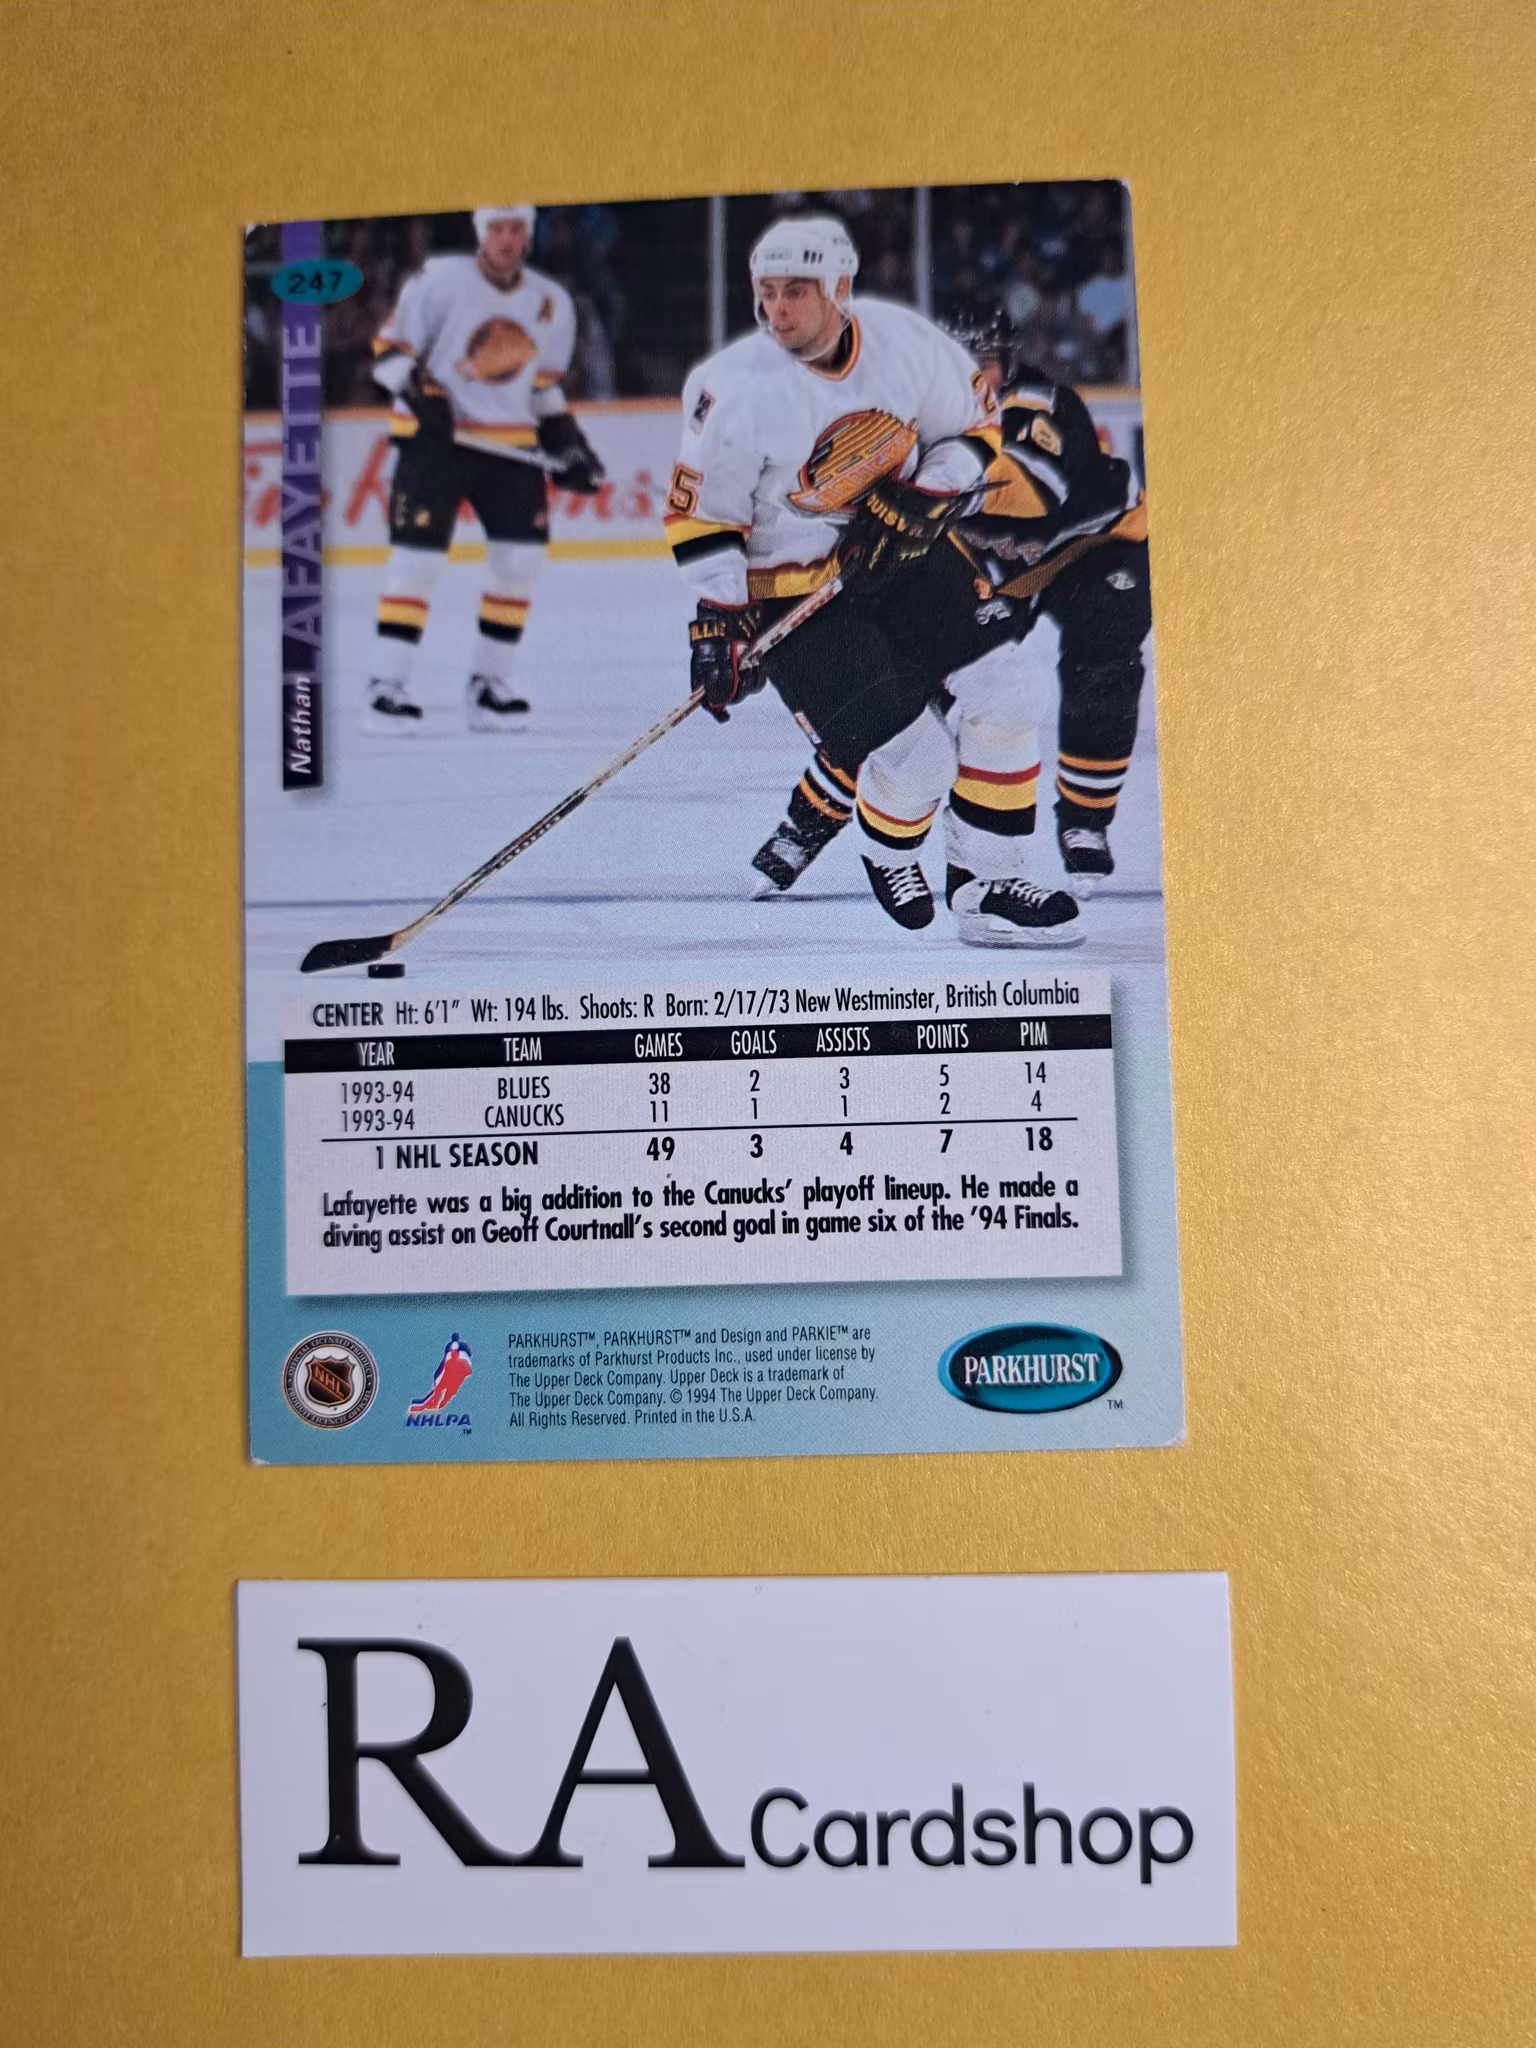 247
Nathan LAFAYETTE
A
25
LOUISVILLE
CENTER Ht: 6'1" Wt: 194 lbs. Shoots: R Born: 2/17/73 New Westminster, British Columbia
YEAR TEAM GAMES GOALS ASSISTS POINTS PIM
1993-94 BLUES 38 2 3 5 14
1993-94 CANUCKS 11 1 1 2 4
1 NHL SEASON 49 3 4 7 18
Lafayette was a big addition to the Canucks' playoff lineup. He made a
diving assist on Geoff Courtnall's second goal in game six of the '94 Finals.
NHL
NHLPA
TM
PARKHURST™, PARKHURST™ and Design and PARKIE™ are
trademarks of Parkhurst Products Inc., used under license by
The Upper Deck Company. Upper Deck is a trademark of
The Upper Deck Company. © 1994 The Upper Deck Company.
All Rights Reserved. Printed in the U.S.A.
PARKHURST
TM
RA Cardshop